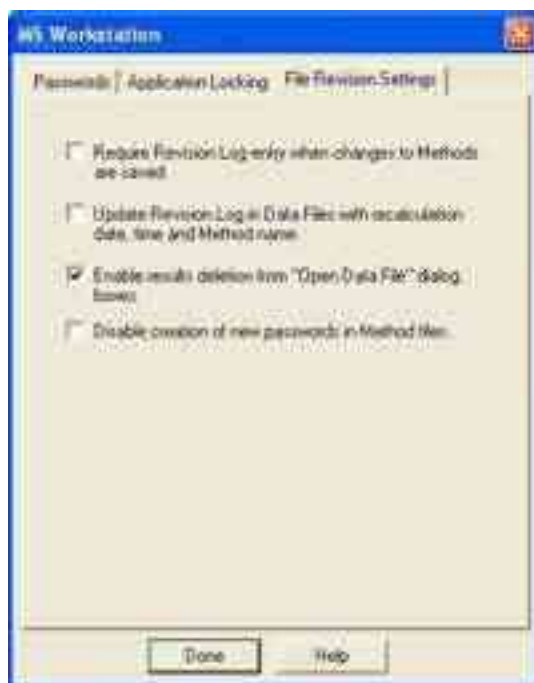 MS Workstation
Passwords Application Locking File Revision Settings
Require Revision Log entry when changes to Methods
are saved.
Update Revision Log in Data Files with recalculation
date, time and Method name.
Enable results deletion from "Open Data File" dialog
boxes.
Disable creation of new passwords in Method files.
Done Help